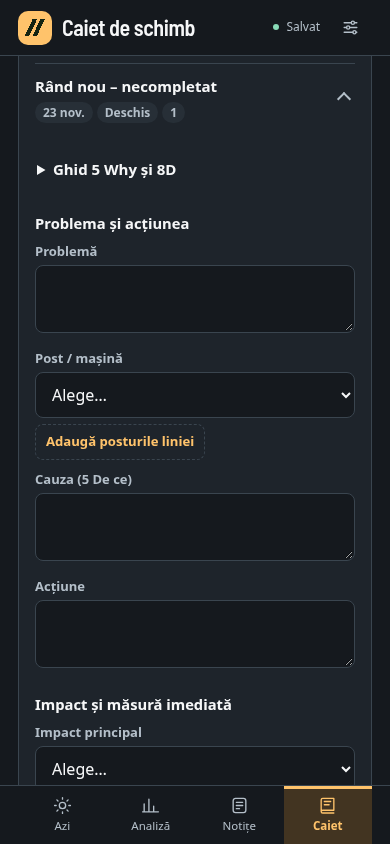 Caiet de schimb
Salvat
Rând nou – necompletat
23 nov. Deschis 1
Ghid 5 Why și 8D
Problema și acțiunea
Problemă
Post / mașină
Alege...
Adaugă posturile liniei
Cauza (5 De ce)
Acțiune
Impact și măsură imediată
Impact principal
Alege...
Azi Analiză Notițe Caiet